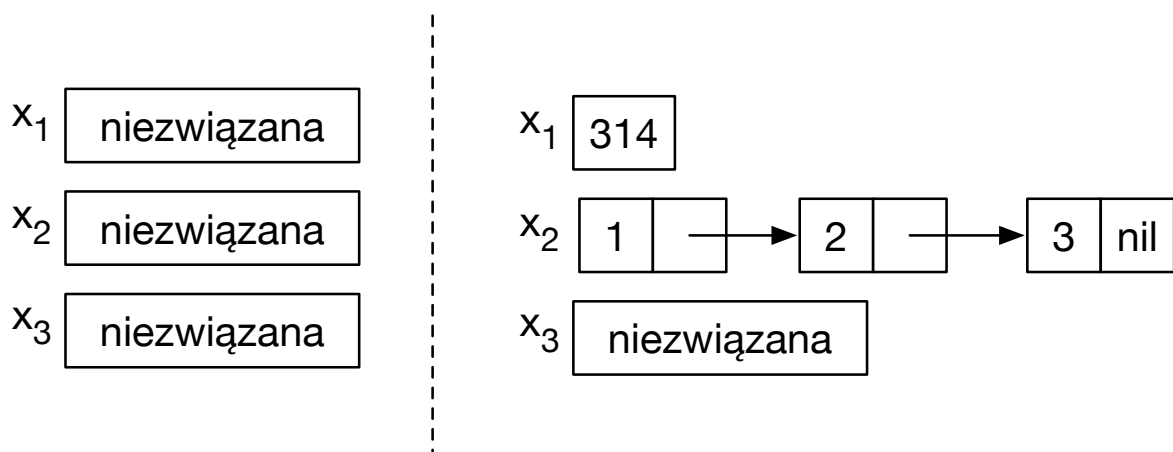 x1 niezwiązana
x2 niezwiązana
x3 niezwiązana
x1 314
x2 1 2 3 nil
x3 niezwiązana